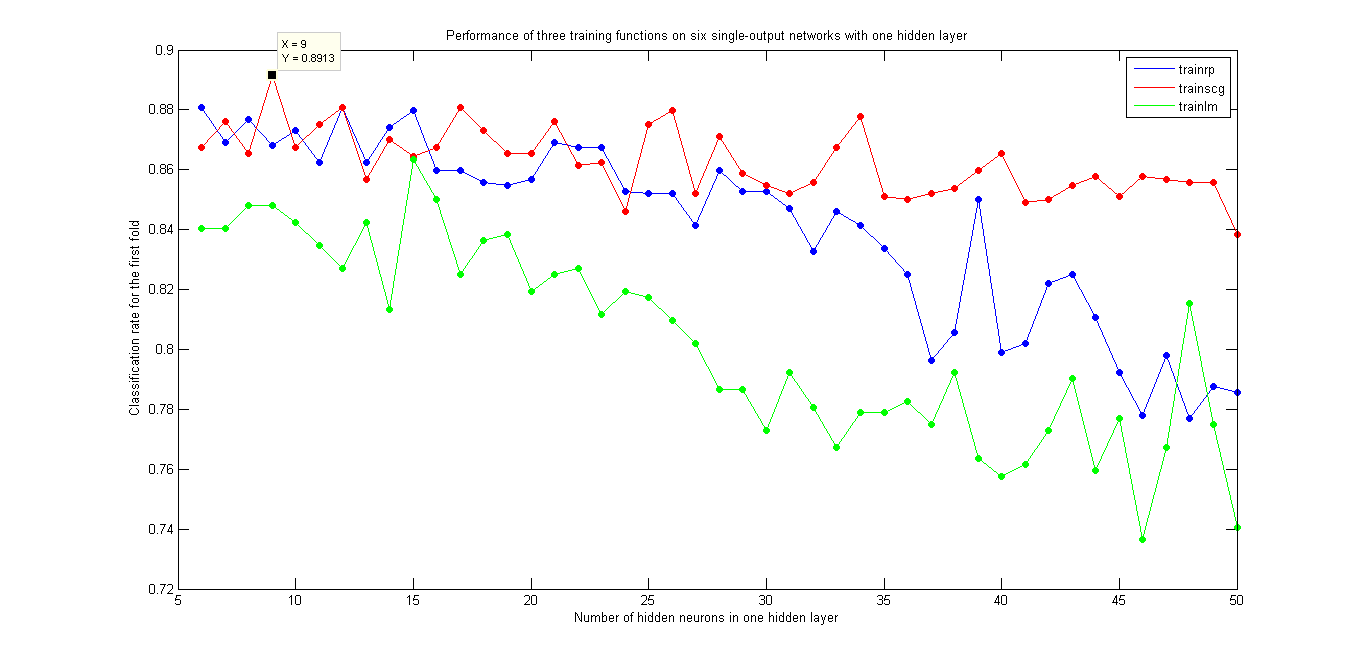 Performance of three training functions on six single-output networks with one hidden layer
X = 9
Y = 0.8913
trainrp
trainscg
trainlm
Classification rate for the first fold
0.9
0.88
0.86
0.84
0.82
0.8
0.78
0.76
0.74
0.72
5 10 15 20 25 30 35 40 45 50
Number of hidden neurons in one hidden layer